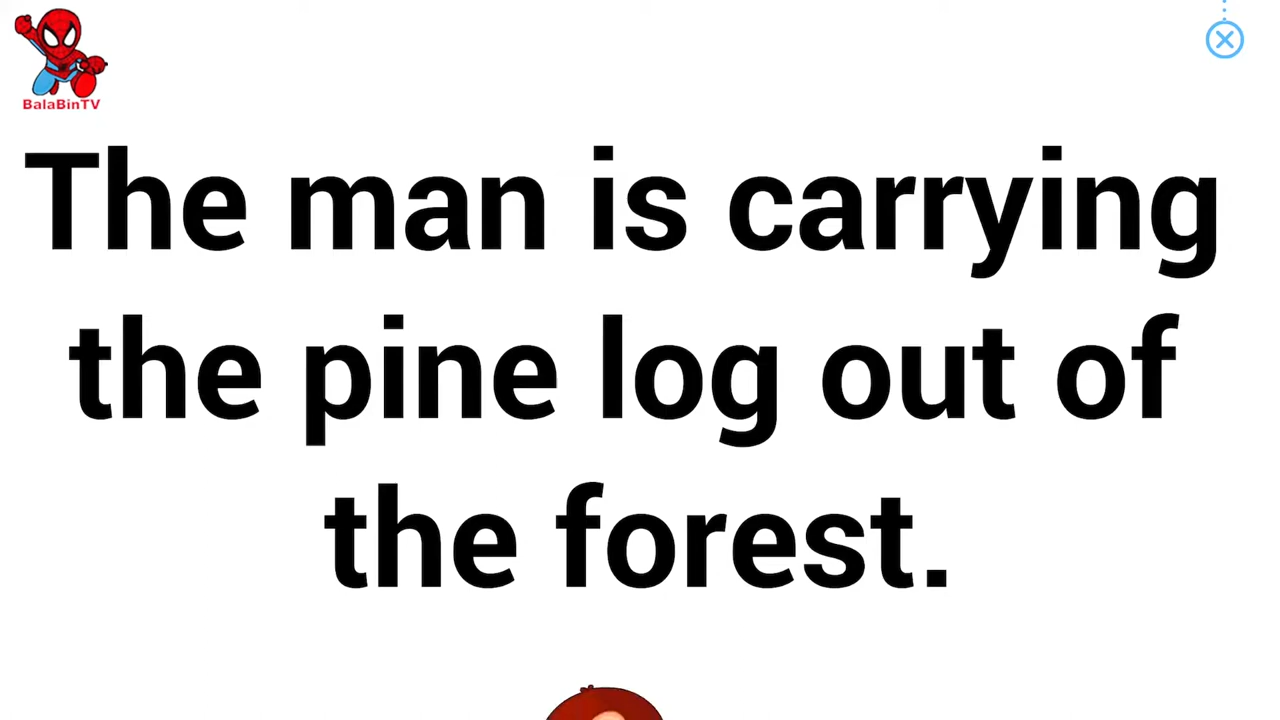 BalaBinTV
The man is carrying
the pine log out of
the forest.